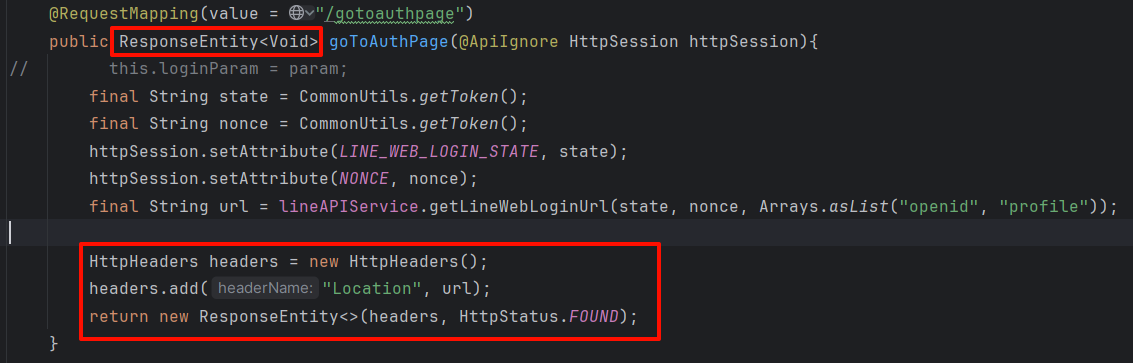 @RequestMapping(value = "/gotoauthpage")
public ResponseEntity<Void> goToAuthPage(@ApiIgnore HttpSession httpSession){
//        this.loginParam = param;
final String state = CommonUtils.getToken();
final String nonce = CommonUtils.getToken();
httpSession.setAttribute(LINE_WEB_LOGIN_STATE, state);
httpSession.setAttribute(NONCE, nonce);
final String url = lineAPIService.getLineWebLoginUrl(state, nonce, Arrays.asList("openid", "profile"));
HttpHeaders headers = new HttpHeaders();
headers.add( headerName: "Location", url);
return new ResponseEntity<>(headers, HttpStatus.FOUND);
}